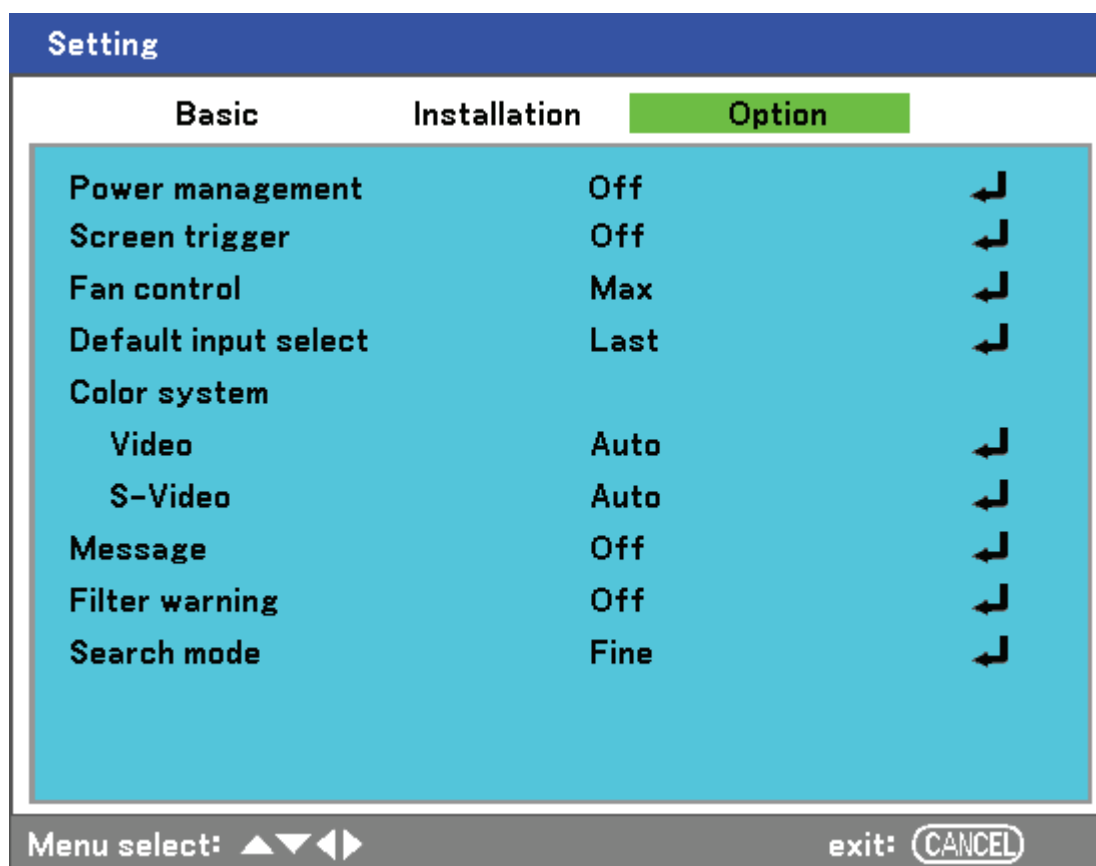 Setting
Basic Installation Option
Power management Off
Screen trigger Off
Fan control Max
Default input select Last
Color system
Video Auto
S-Video Auto
Message Off
Filter warning Off
Search mode Fine
Menu select: ▲▼◀▶ exit: CANCEL